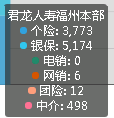 君龙人寿福州本部
个险: 3,773
银保: 5,174
电销: 0
网销: 6
团险: 12
中介: 498